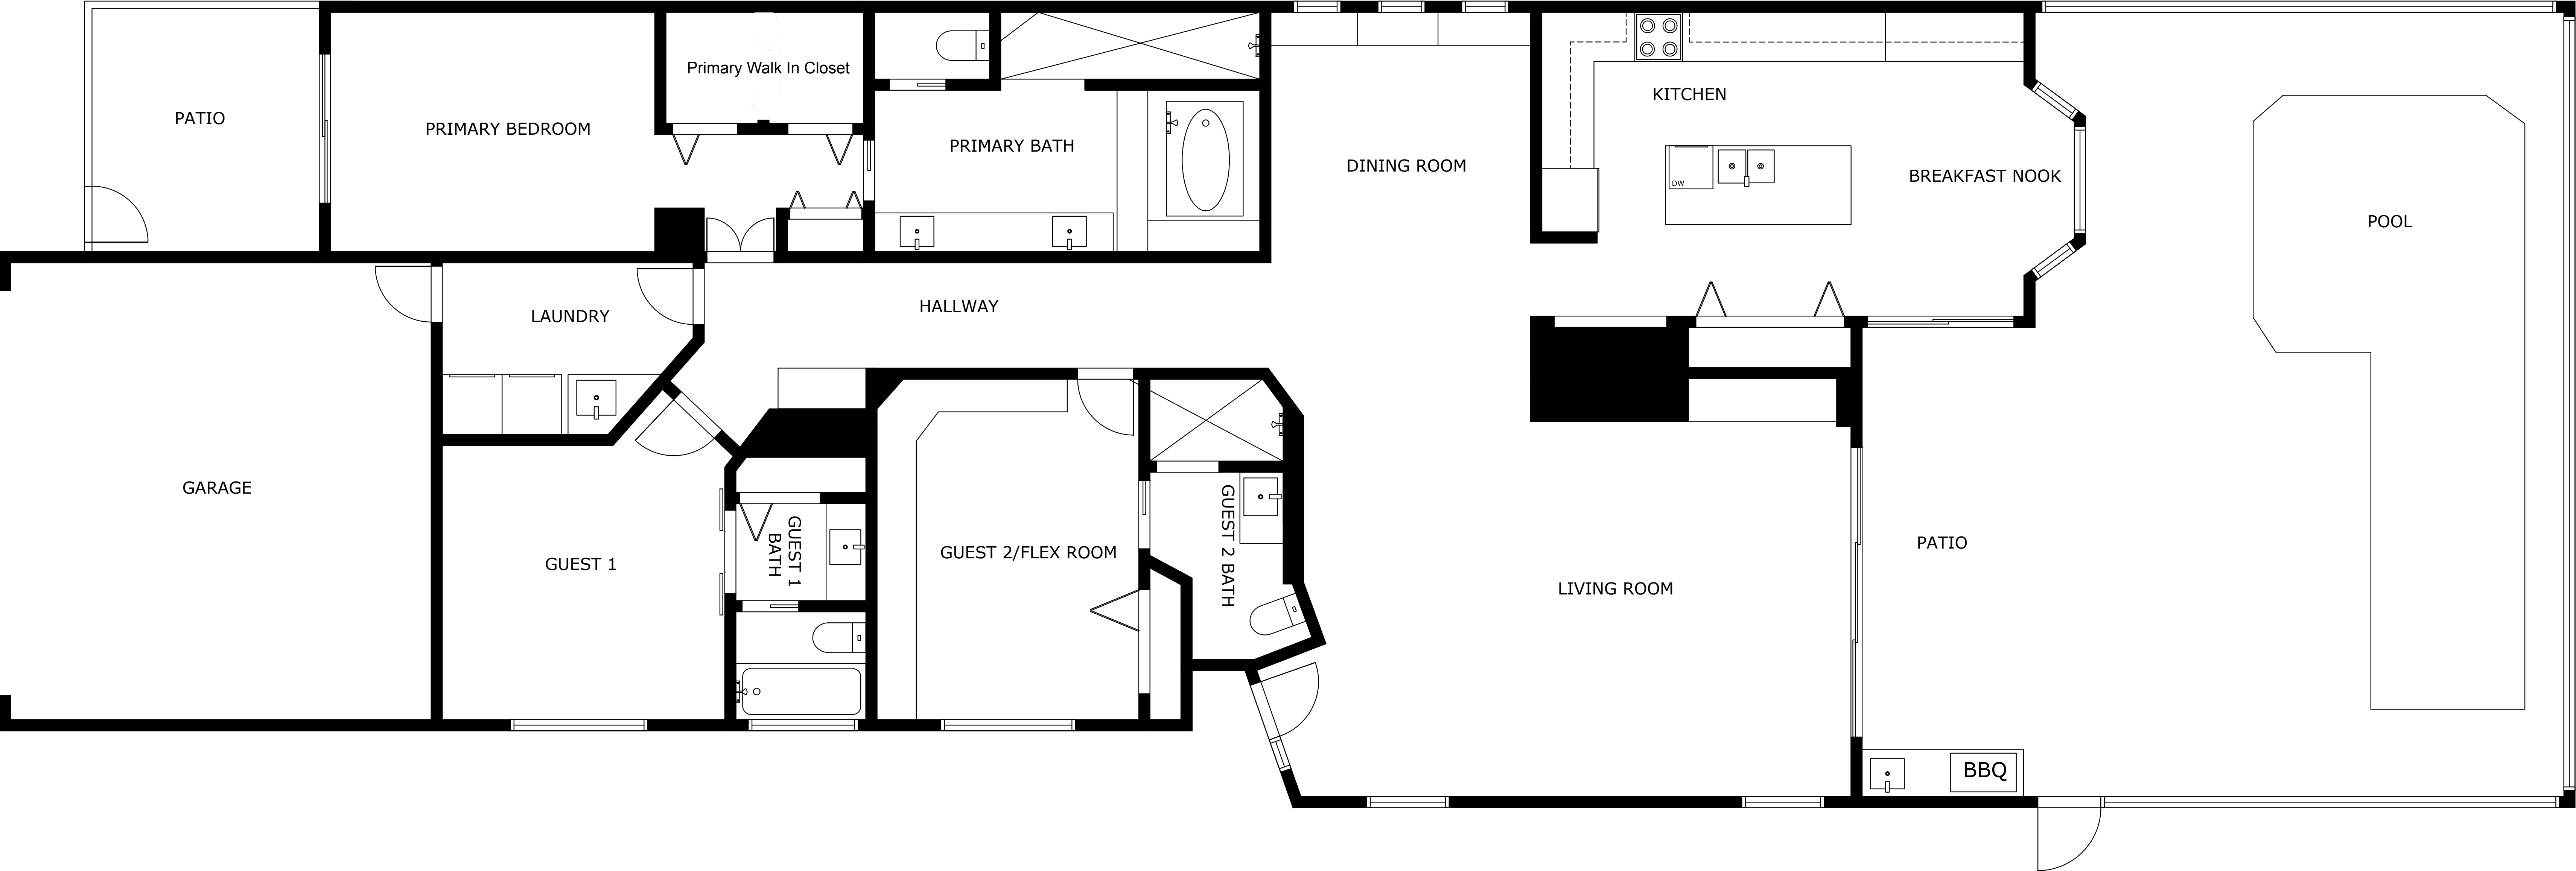 PATIO
PRIMARY BEDROOM
Primary Walk In Closet
PRIMARY BATH
DINING ROOM
KITCHEN
DW
BREAKFAST NOOK
POOL
LAUNDRY
HALLWAY
GARAGE
GUEST 1
GUEST 1
BATH
GUEST 2/FLEX ROOM
GUEST 2 BATH
LIVING ROOM
PATIO
BBQ